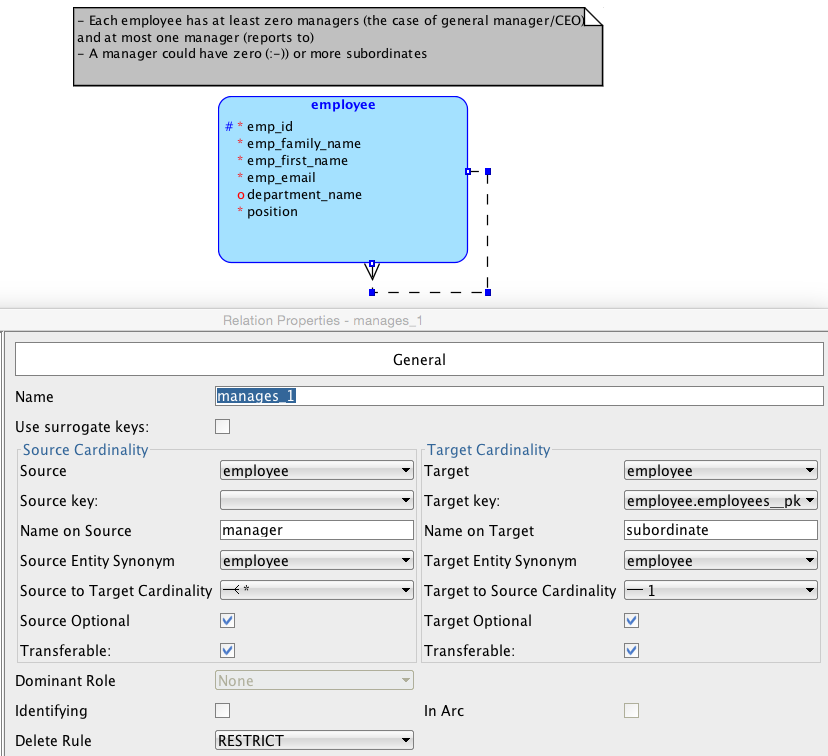 - Each employee has at least zero managers (the case of general manager/CEO)
and at most one manager (reports to)
- A manager could have zero (:-)) or more subordinates
employee
# * emp_id
* emp_family_name
* emp_first_name
* emp_email
o department_name
* position
Relation Properties - manages_1
General
Name manages_1
Use surrogate keys:
Source Cardinality Target Cardinality
Source employee Target employee
Source key: Target key: employee.employees__pk
Name on Source manager Name on Target subordinate
Source Entity Synonym employee Target Entity Synonym employee
Source to Target Cardinality * Target to Source Cardinality 1
Source Optional Target Optional
Transferable: Transferable:
Dominant Role None
Identifying In Arc
Delete Rule RESTRICT